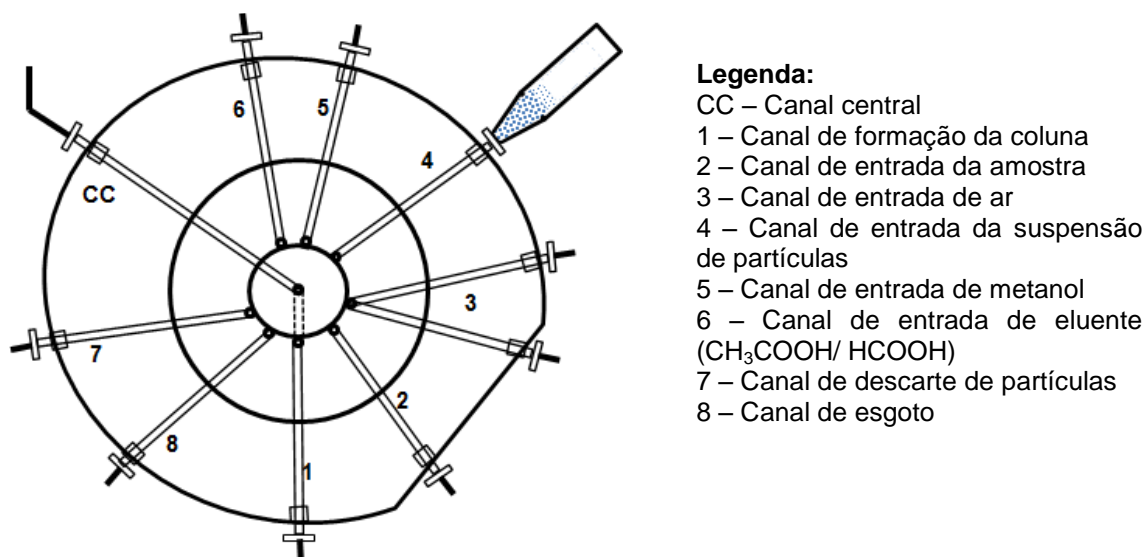 6
5
4
CC
3
7
2
8
1
Legenda:
CC – Canal central
1 – Canal de formação da coluna
2 – Canal de entrada da amostra
3 – Canal de entrada de ar
4 – Canal de entrada da suspensão
de partículas
5 – Canal de entrada de metanol
6 – Canal de entrada de eluente
(CH₃COOH/ HCOOH)
7 – Canal de descarte de partículas
8 – Canal de esgoto